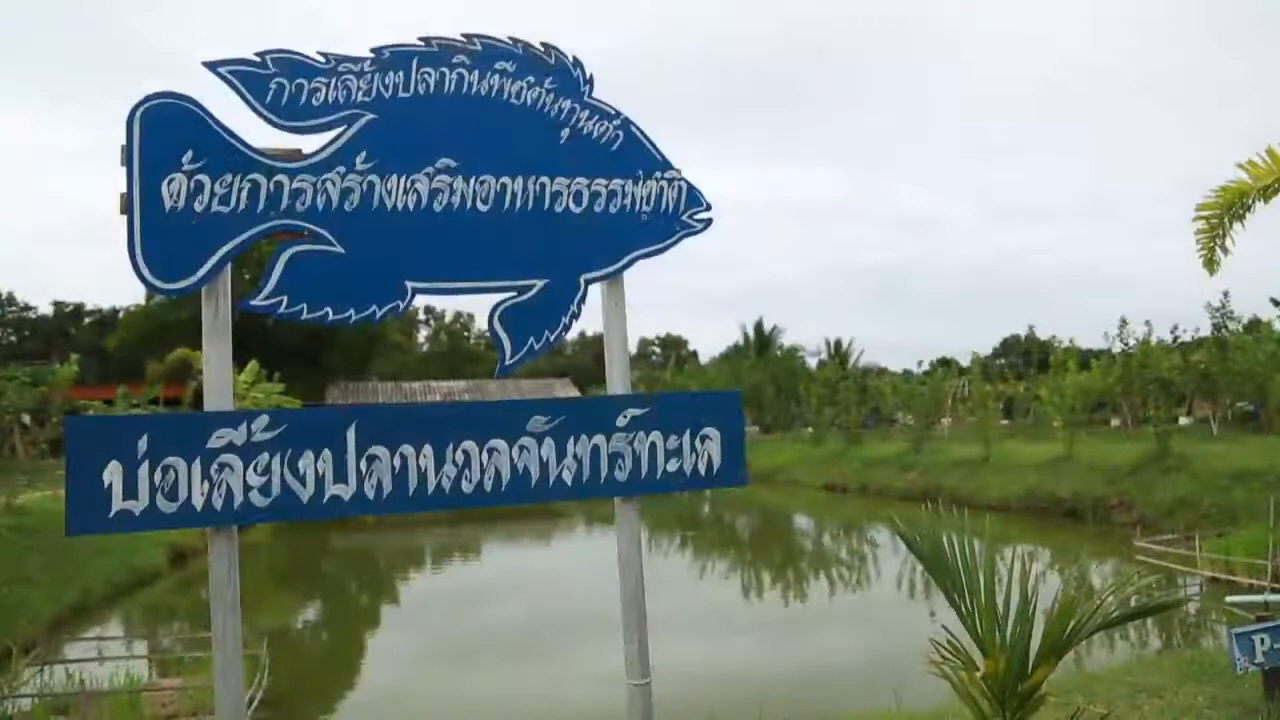 การเลี้ยงปลากินพืชต้นทุนต่ำ
ด้วยการสร้างเสริมอาหารธรรมชาติ
บ่อเลี้ยงปลานวลจันทร์ทะเล
P-